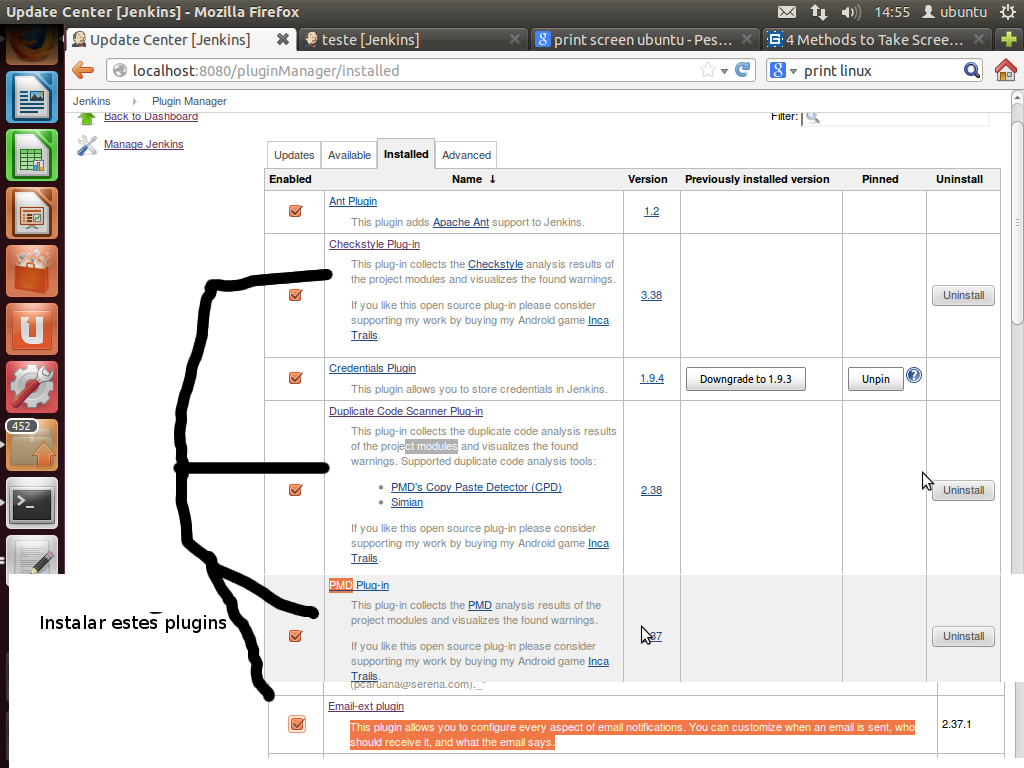 Update Center [Jenkins] - Mozilla Firefox
14:55
ubuntu
Update Center [Jenkins]
teste [Jenkins]
print screen ubuntu - Pes...
4 Methods to Take Scree...
localhost:8080/pluginManager/installed
print linux
Jenkins
Plugin Manager
Back to Dashboard
Filter:
Manage Jenkins
Updates
Available
Installed
Advanced
Enabled
Name ↓
Version
Previously installed version
Pinned
Uninstall
Ant Plugin
This plugin adds Apache Ant support to Jenkins.
1.2
Checkstyle Plug-in
This plug-in collects the Checkstyle analysis results of
the project modules and visualizes the found warnings.
If you like this open source plug-in please consider
supporting my work by buying my Android game Inca
Trails.
3.38
Uninstall
Credentials Plugin
This plugin allows you to store credentials in Jenkins.
1.9.4
Downgrade to 1.9.3
Unpin
Duplicate Code Scanner Plug-in
This plug-in collects the duplicate code analysis results
of the project modules and visualizes the found
warnings. Supported duplicate code analysis tools:
PMD's Copy Paste Detector (CPD)
Simian
If you like this open source plug-in please consider
supporting my work by buying my Android game Inca
Trails.
2.38
Uninstall
452
PMD Plug-in
This plug-in collects the PMD analysis results of the
project modules and visualizes the found warnings.
If you like this open source plug-in please consider
supporting my work by buying my Android game Inca
Trails.
Uninstall
Instalar estes plugins
(pcaruana@serena.com)._"
Email-ext plugin
This plugin allows you to configure every aspect of email notifications. You can customize when an email is sent, who
should receive it, and what the email says.
2.37.1